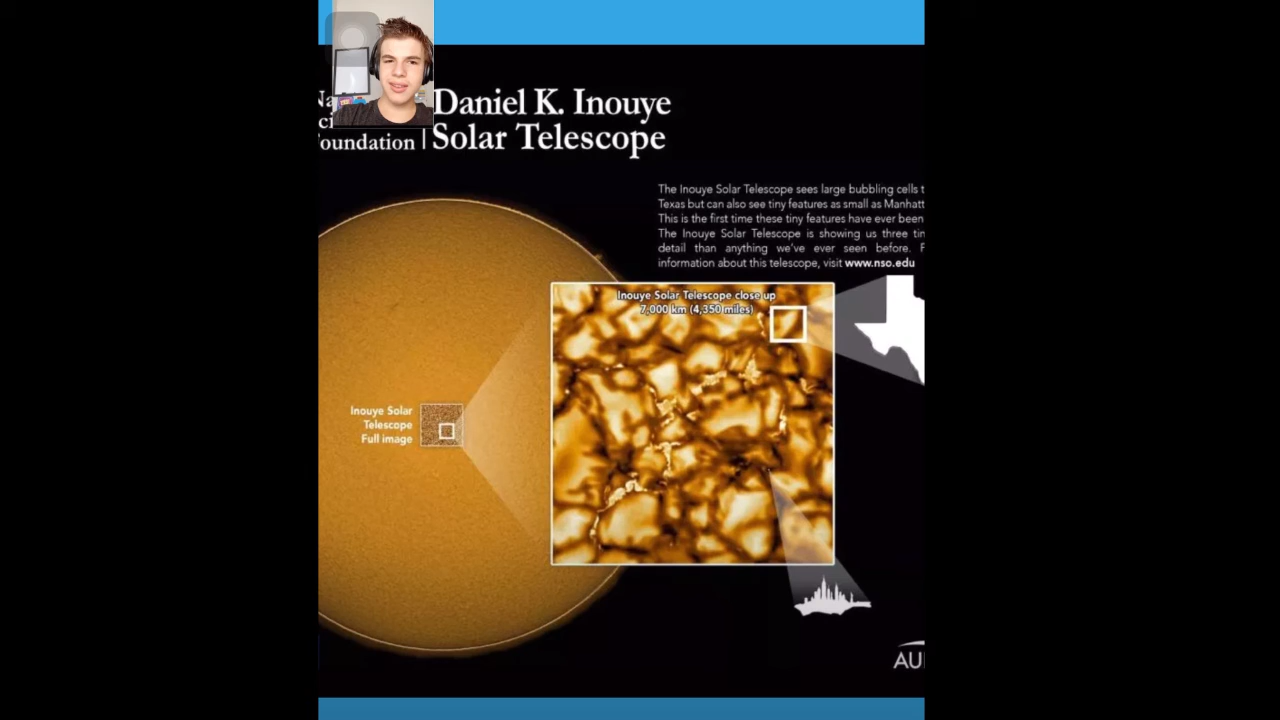 Daniel K. Inouye
oundation | Solar Telescope
The Inouye Solar Telescope sees large bubbling cells
Texas but can also see tiny features as small as
This is the first time these tiny features have ever been
The Inouye Solar Telescope is showing us three
detail than anything we've ever seen before.
information about this telescope, visit www.nso.edu
Inouye Solar Telescope close up
7,000 km (4,350 miles)
Inouye Solar
Telescope
Full image